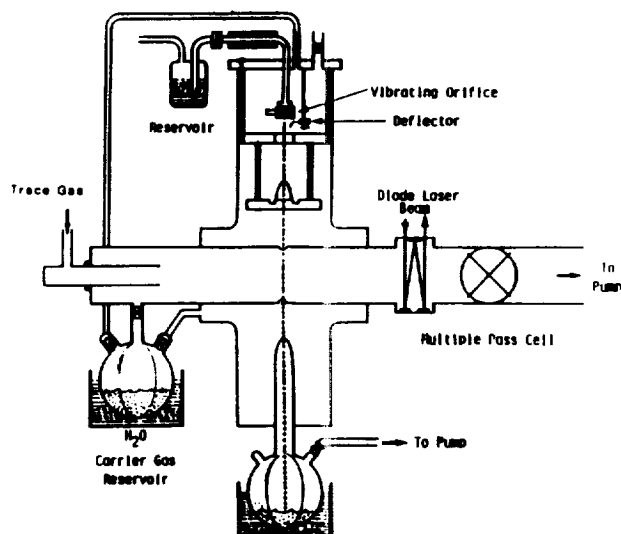 Vibrating Orifice
Reservoir
Deflector
Trace Gas
Diode Laser
Beam
To
Pump
Multiple Pass Cell
N2O
Carrier Gas
Reservoir
To Pump